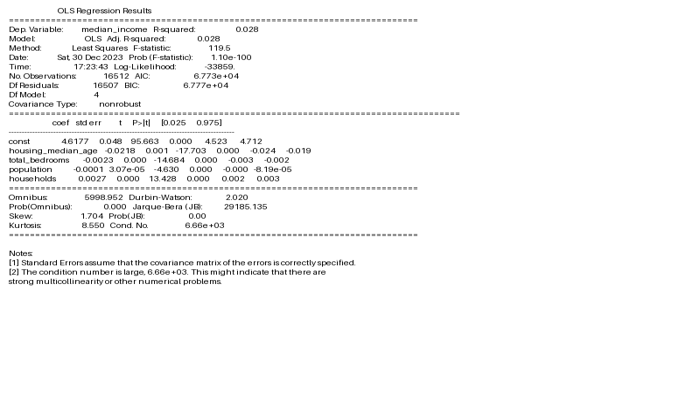 OLS Regression Results
==============================================================================
Dep. Variable: median_income R-squared: 0.028
Model: OLS Adj. R-squared: 0.028
Method: Least Squares F-statistic: 119.5
Date: Sat, 30 Dec 2023 Prob (F-statistic): 1.10e-100
Time: 17:23:43 Log-Likelihood: -33859.
No. Observations: 16512 AIC: 6.773e+04
Df Residuals: 16507 BIC: 6.777e+04
Df Model: 4
Covariance Type: nonrobust
======================================================================================
coef std err t P>|t| [0.025 0.975]
--------------------------------------------------------------------------------------
const 4.6177 0.048 95.663 0.000 4.523 4.712
housing_median_age -0.0218 0.001 -17.703 0.000 -0.024 -0.019
total_bedrooms -0.0023 0.000 -14.684 0.000 -0.003 -0.002
population -0.0001 3.07e-05 -4.630 0.000 -0.000 -8.19e-05
households 0.0027 0.000 13.428 0.000 0.002 0.003
==============================================================================
Omnibus: 5998.952 Durbin-Watson: 2.020
Prob(Omnibus): 0.000 Jarque-Bera (JB): 29185.135
Skew: 1.704 Prob(JB): 0.00
Kurtosis: 8.550 Cond. No. 6.66e+03
==============================================================================
Notes:
[1] Standard Errors assume that the covariance matrix of the errors is correctly specified.
[2] The condition number is large, 6.66e+03. This might indicate that there are
strong multicollinearity or other numerical problems.